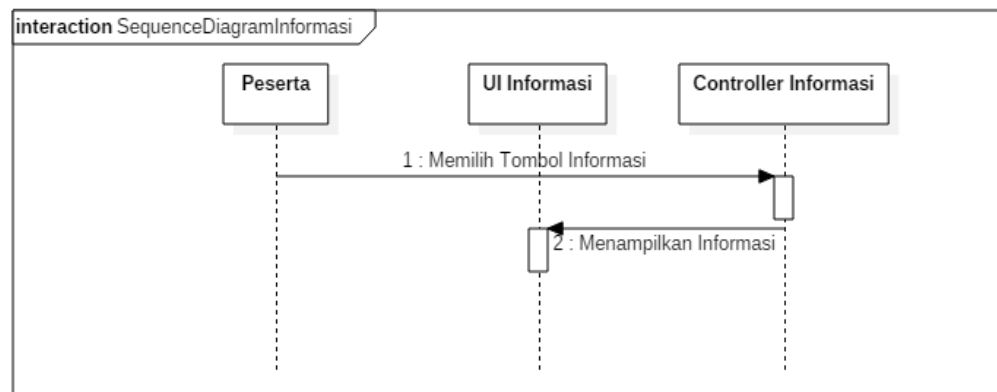 interaction SequenceDiagramInformasi
Peserta
UI Informasi
Controller Informasi
1 : Memilih Tombol Informasi
2 : Menampilkan Informasi